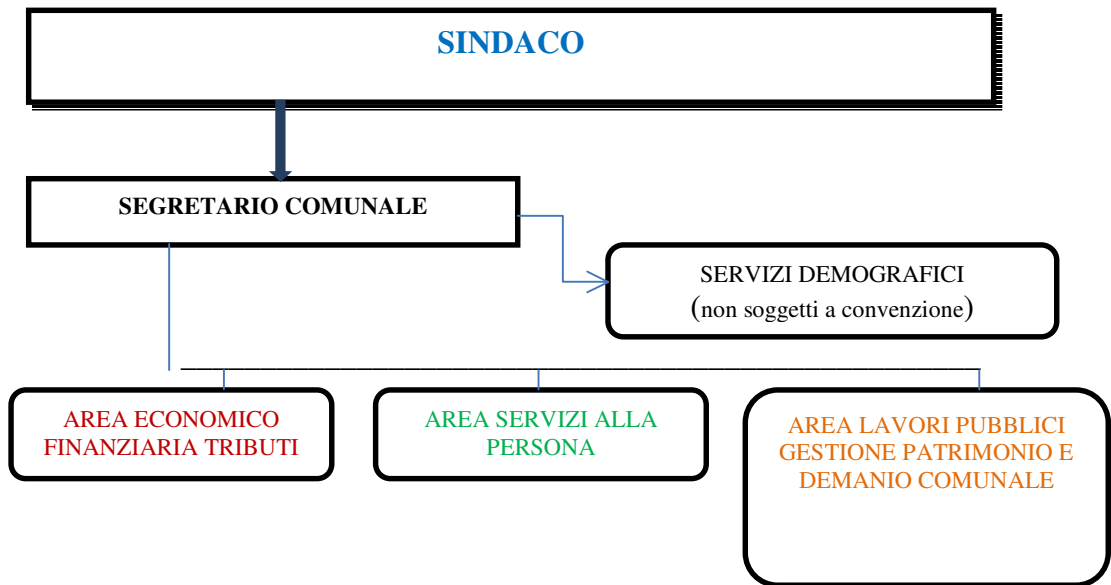 SINDACO
SEGRETARIO COMUNALE
SERVIZI DEMOGRAFICI
(non soggetti a convenzione)
AREA ECONOMICO
FINANZIARIA TRIBUTI
AREA SERVIZI ALLA
PERSONA
AREA LAVORI PUBBLICI
GESTIONE PATRIMONIO E
DEMANIO COMUNALE